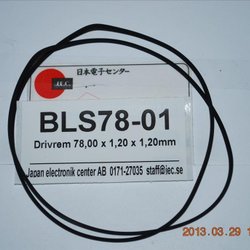 日本電子センター
J.E.C.
BLS78-01
Drivrem 78,00 x 1,20 x 1,20mm
Japan electronik center AB 0171-27035 staff@jec.se
2013.03.29 1